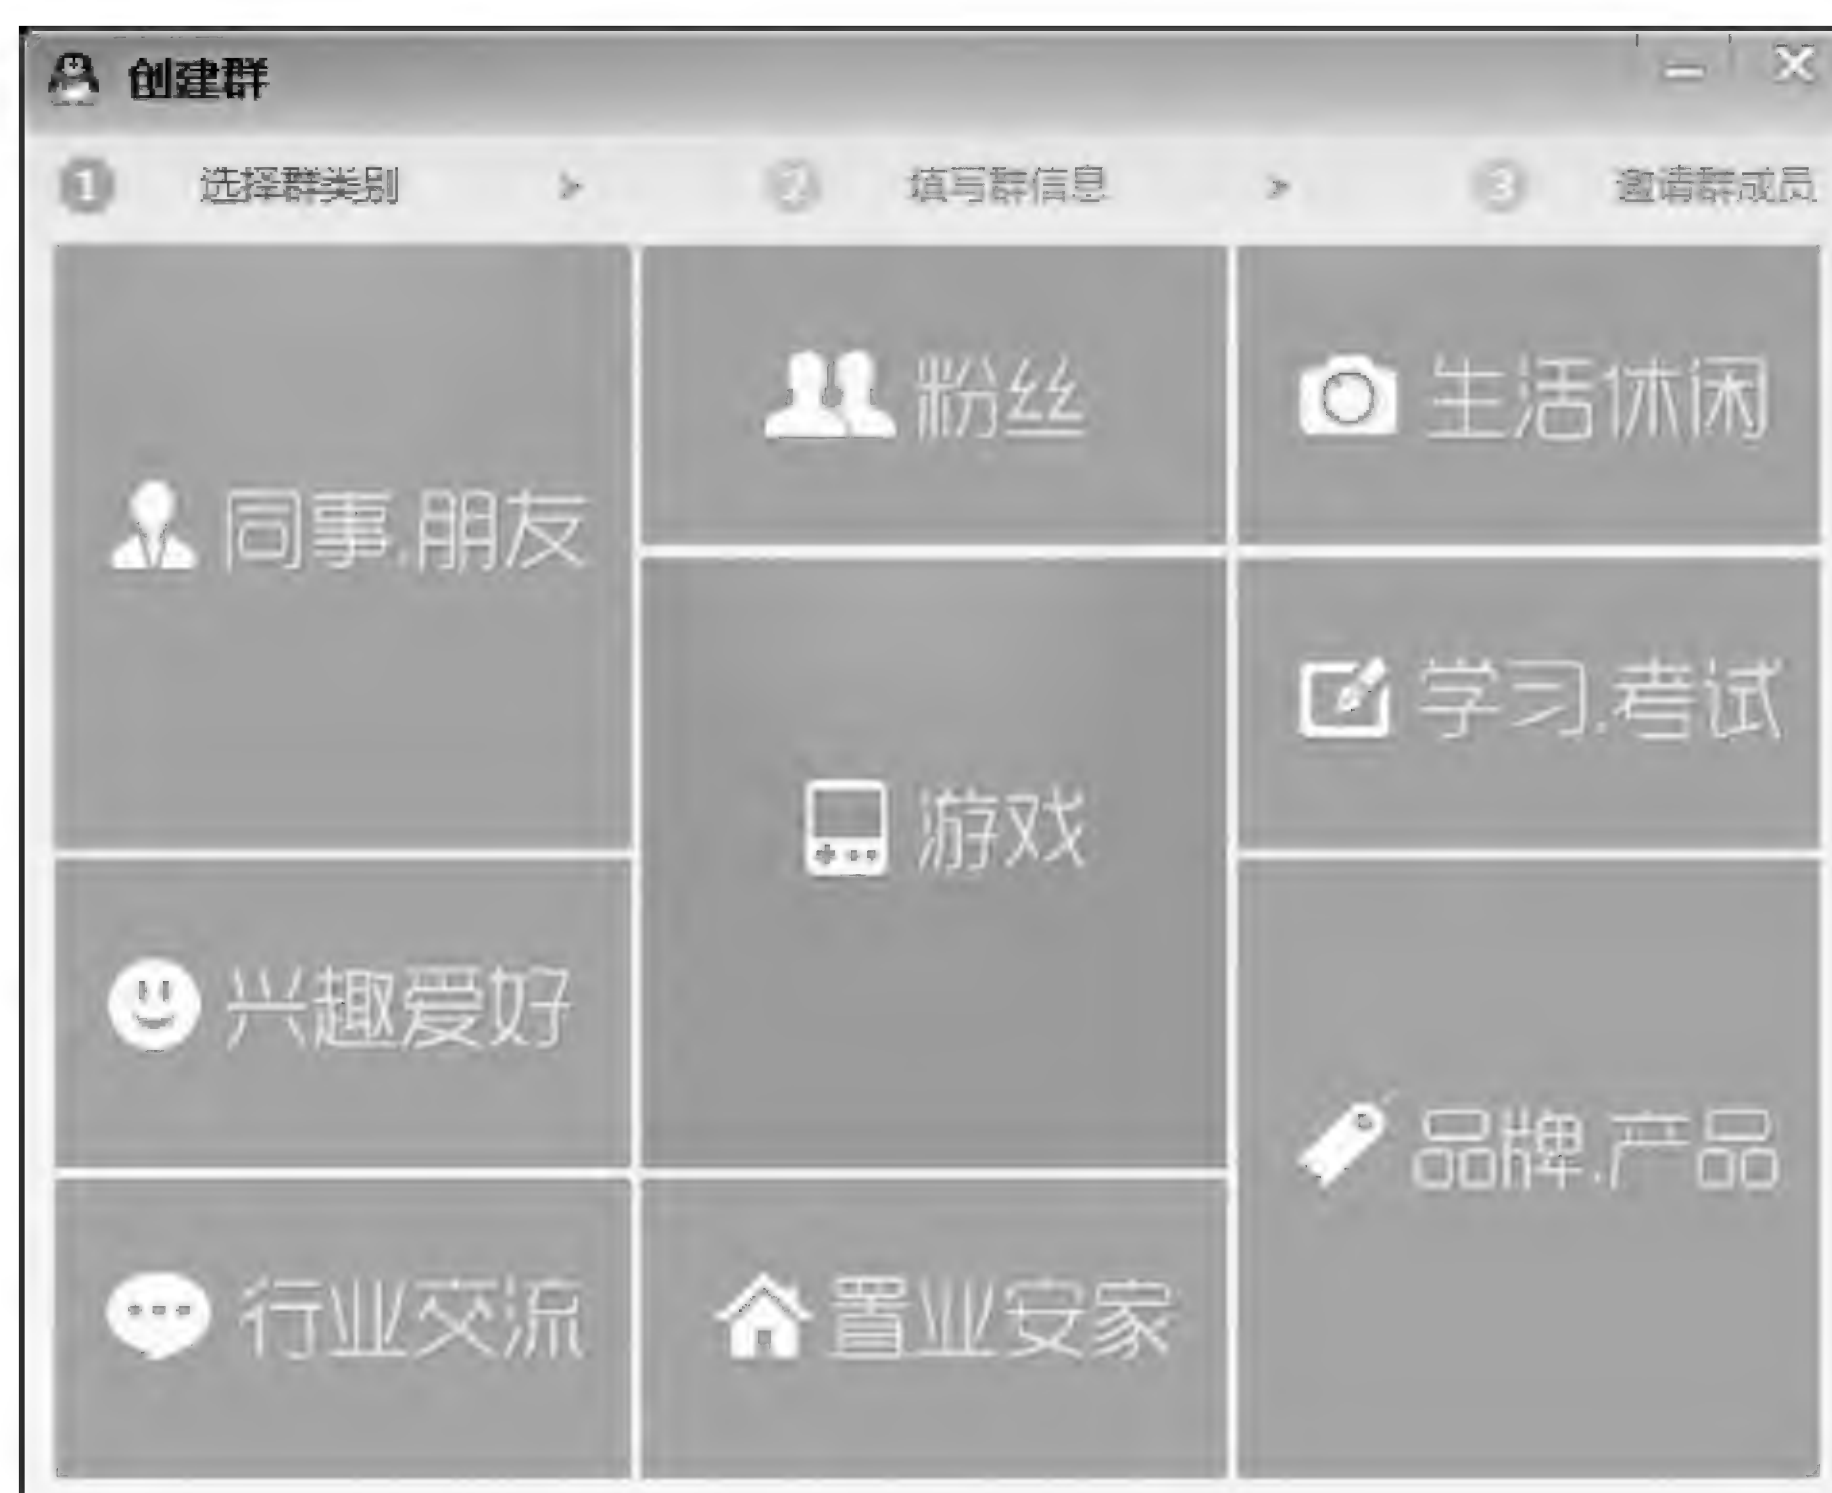 创建群
1 选择群类别 > 2 填写群信息 > 3 邀请群成员
同事.朋友
粉丝
生活休闲
学习.考试
游戏
兴趣爱好
品牌.产品
行业交流
置业安家